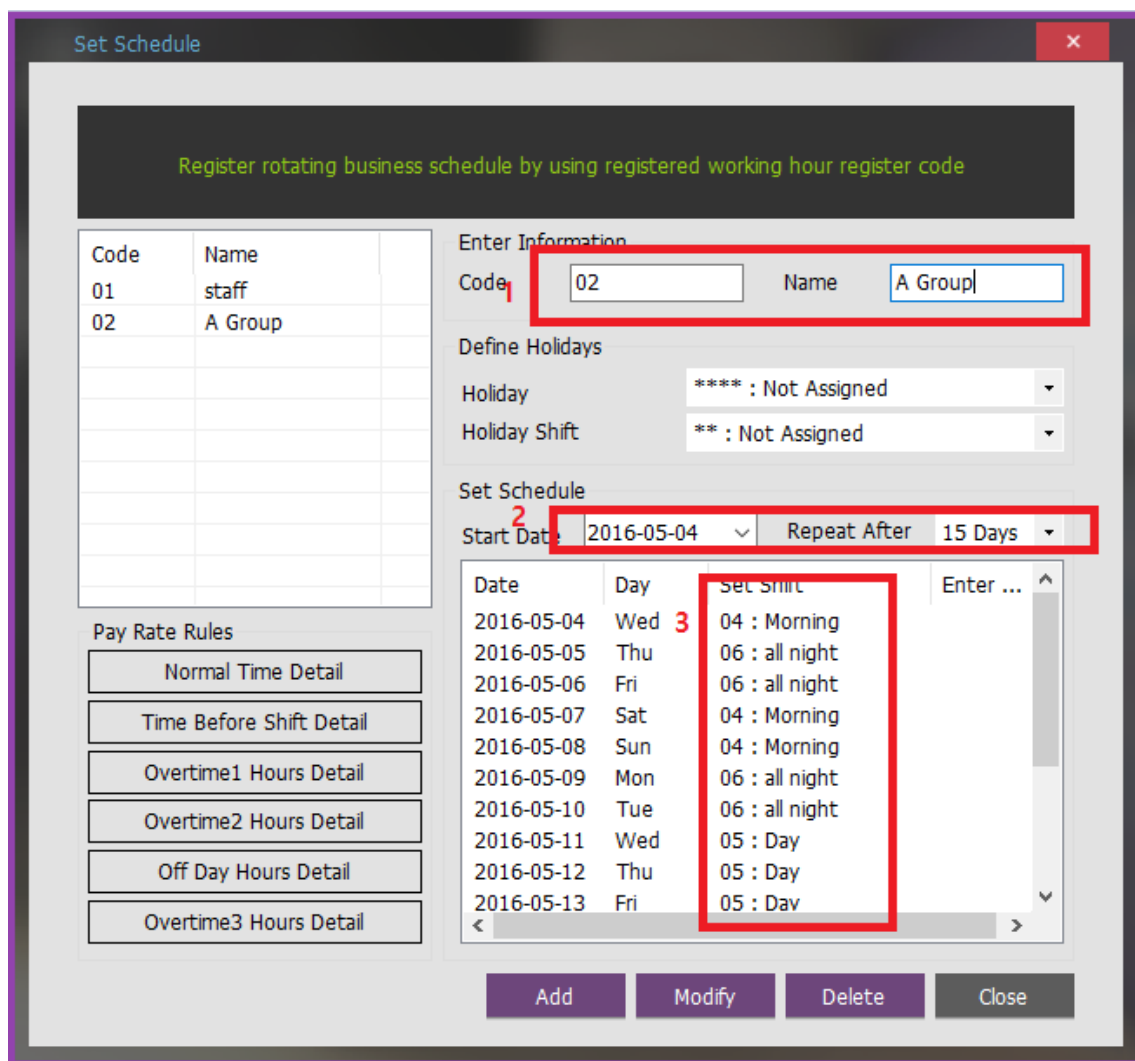 Set Schedule
Register rotating business schedule by using registered working hour register code
Code Name
01 staff
02 A Group
Enter Information
Code 1 02 Name A Group
Define Holidays
Holiday **** : Not Assigned
Holiday Shift ** : Not Assigned
Set Schedule
2
Start Date 2016-05-04 Repeat After 15 Days
Date Day Set Shift Enter ...
2016-05-04 Wed 3 04 : Morning
2016-05-05 Thu 06 : all night
2016-05-06 Fri 06 : all night
2016-05-07 Sat 04 : Morning
2016-05-08 Sun 04 : Morning
2016-05-09 Mon 06 : all night
2016-05-10 Tue 06 : all night
2016-05-11 Wed 05 : Day
2016-05-12 Thu 05 : Day
2016-05-13 Fri 05 : Day
Pay Rate Rules
Normal Time Detail
Time Before Shift Detail
Overtime1 Hours Detail
Overtime2 Hours Detail
Off Day Hours Detail
Overtime3 Hours Detail
Add Modify Delete Close